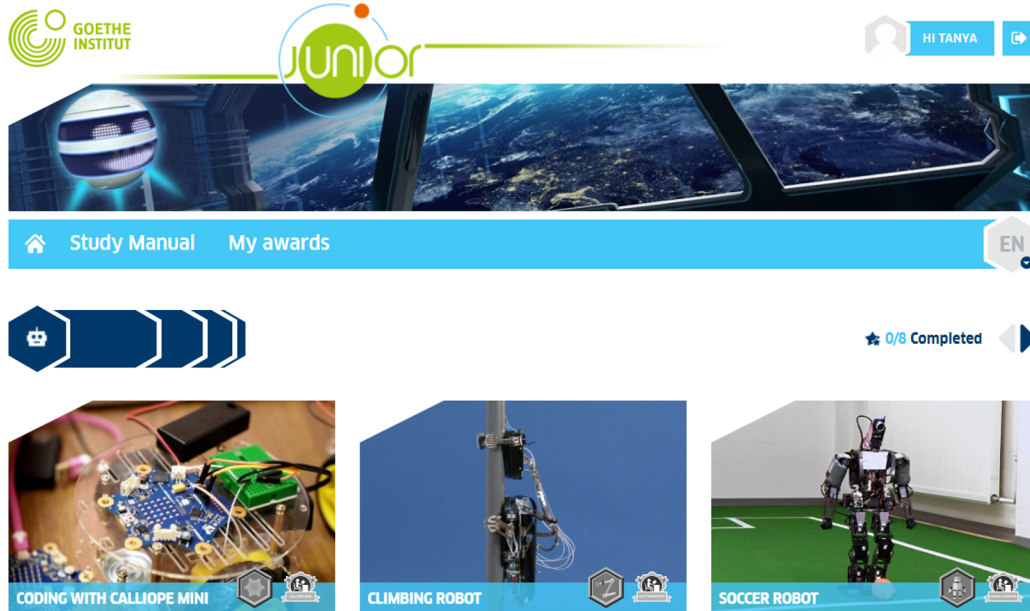 GOETHE
INSTITUT
JUNIOR
HI TANYA
Study Manual
My awards
EN
0/8 Completed
CODING WITH CALLIOPE MINI
CLIMBING ROBOT
SOCCER ROBOT